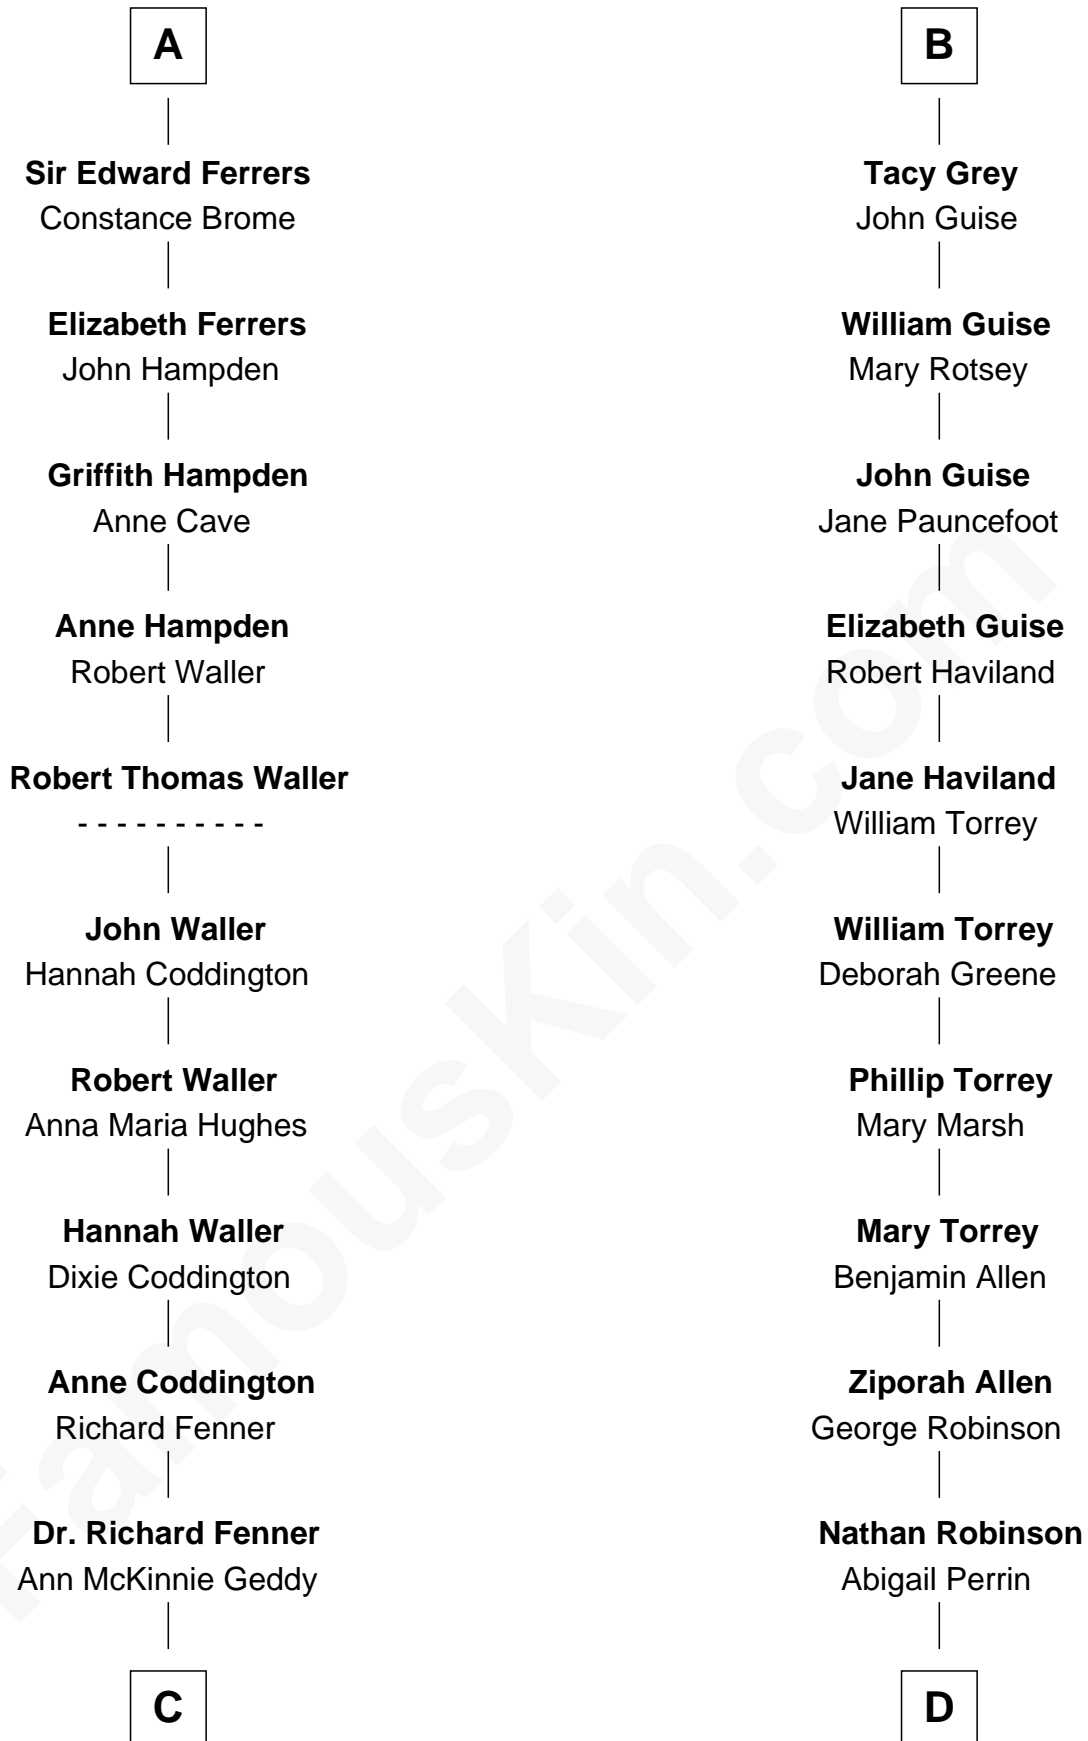 A
Sir Edward Ferrers
Constance Brome
Elizabeth Ferrers
John Hampden
Griffith Hampden
Anne Cave
Anne Hampden
Robert Waller
Robert Thomas Waller
- - - - - - - - - -
John Waller
Hannah Coddington
Robert Waller
Anna Maria Hughes
Hannah Waller
Dixie Coddington
Anne Coddington
Richard Fenner
Dr. Richard Fenner
Ann McKinnie Geddy
C
B
Tacy Grey
John Guise
William Guise
Mary Rotsey
John Guise
Jane Pauncefoot
Elizabeth Guise
Robert Haviland
Jane Haviland
William Torrey
William Torrey
Deborah Greene
Phillip Torrey
Mary Marsh
Mary Torrey
Benjamin Allen
Ziporah Allen
George Robinson
Nathan Robinson
Abigail Perrin
D
FamousKin.com